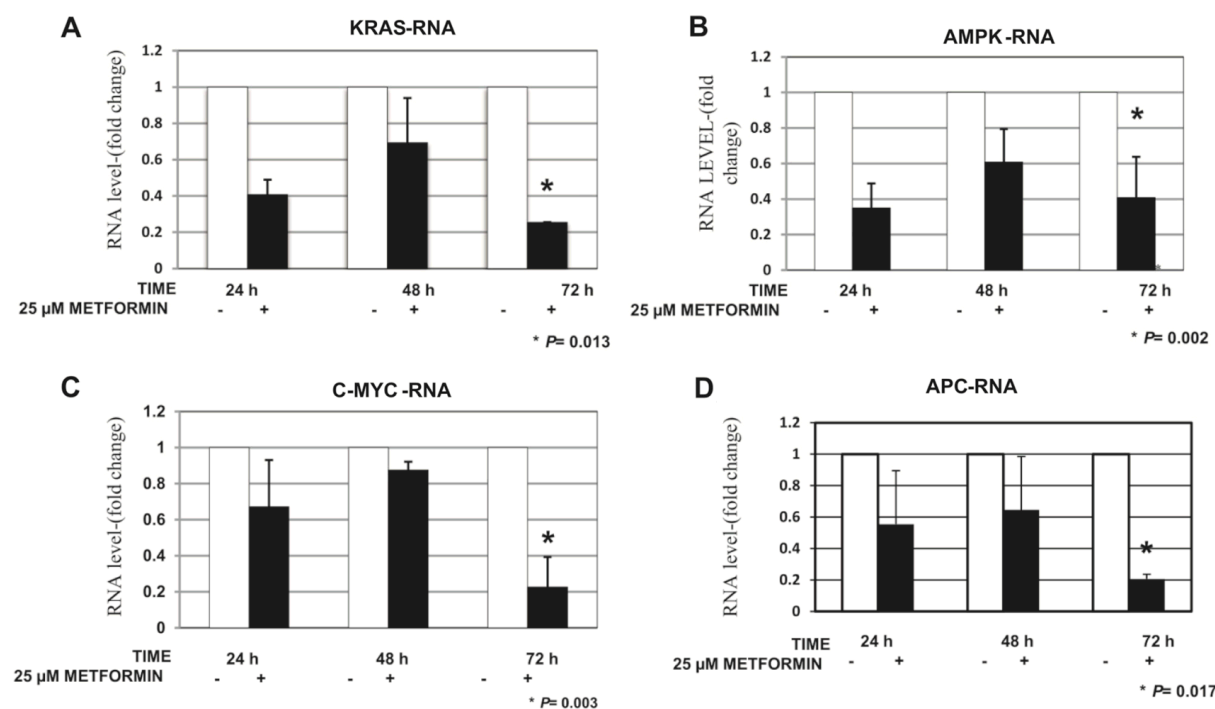 A
KRAS-RNA
RNA level-(fold change)
1.2
1
0.8
0.6
0.4
0.2
0
TIME 24 h 48 h 72 h
25 µM METFORMIN - + - + - +
* P= 0.013
B
AMPK-RNA
RNA LEVEL-(fold
change)
1.2
1
0.8
0.6
0.4
0.2
0
*
*
TIME 24 h 48 h 72 h
25 µM METFORMIN - + - + - +
* P= 0.002
C
C-MYC-RNA
RNA level-(fold change)
1.2
1
0.8
0.6
0.4
0.2
0
*
TIME 24 h 48 h 72 h
25 µM METFORMIN - + - + - +
* P= 0.003
D
APC-RNA
RNA level-(fold change)
1.2
1
0.8
0.6
0.4
0.2
0
*
TIME 24 h 48 h 72 h
25 µM METFORMIN - + - + - +
* P= 0.017